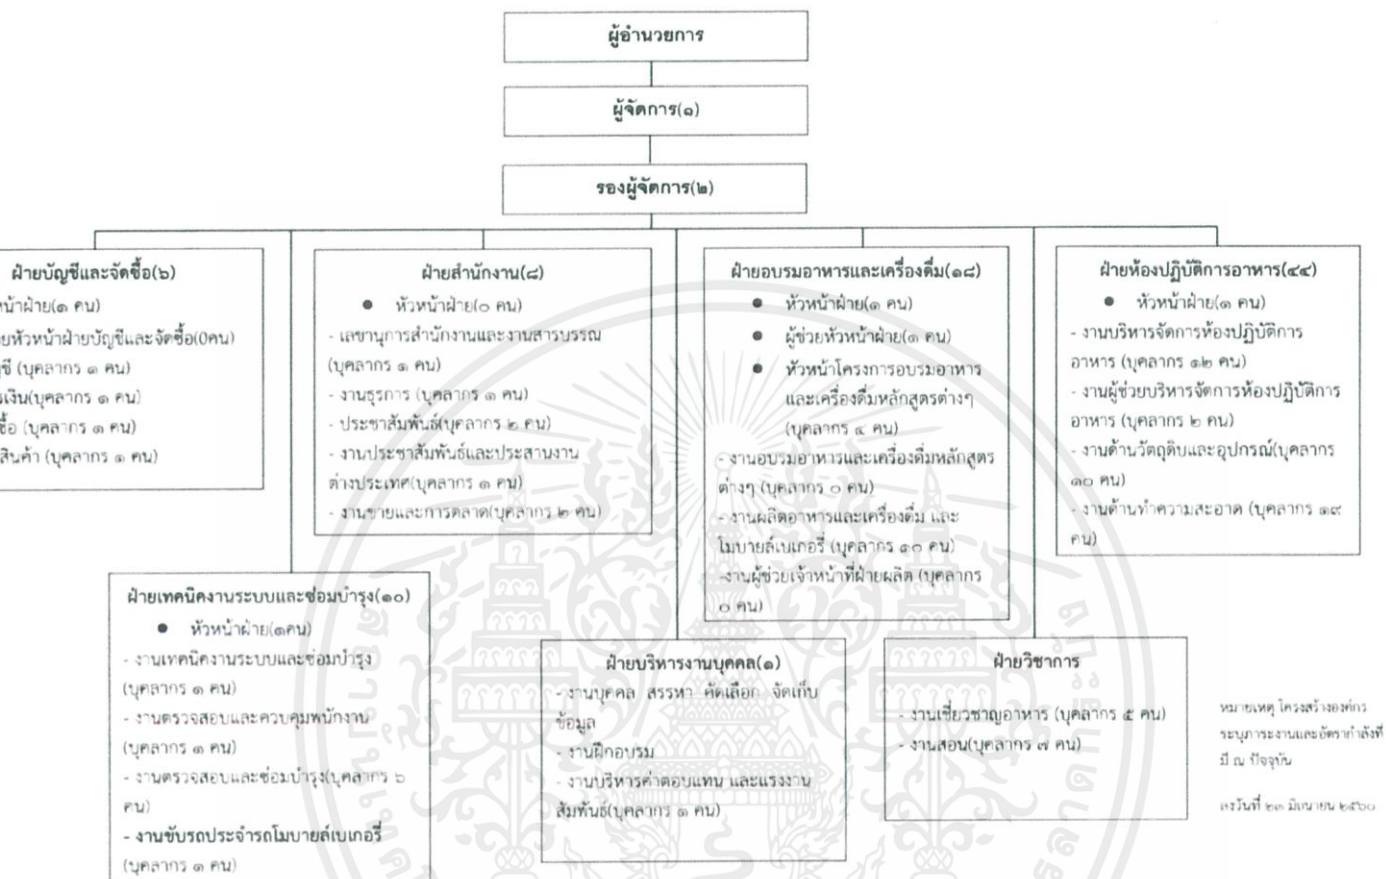 ผู้อำนวยการ
ผู้จัดการ(๑)
รองผู้จัดการ(๒)
ฝ่ายบัญชีและจัดซื้อ(๖)
หน้าฝ่าย(๑ คน)
ยหัวหน้าฝ่ายบัญชีและจัดซื้อ(0คน)
ชี (บุคลากร ๑ คน)
รเงิน(บุคลากร ๑ คน)
ซื้อ (บุคลากร ๑ คน)
สินค้า (บุคลากร ๑ คน)
ฝ่ายสำนักงาน(๘)
● หัวหน้าฝ่าย(๐ คน)
- เลขานุการสำนักงานและงานสารบรรณ
(บุคลากร ๑ คน)
- งานธุรการ (บุคลากร ๑ คน)
- ประชาสัมพันธ์(บุคลากร ๒ คน)
- งานประชาสัมพันธ์และประสานงาน
ต่างประเทศ(บุคลากร ๑ คน)
- งานขายและการตลาด(บุคลากร ๒ คน)
ฝ่ายอบรมอาหารและเครื่องดื่ม(๑๘)
● หัวหน้าฝ่าย(๑ คน)
● ผู้ช่วยหัวหน้าฝ่าย(๑ คน)
● หัวหน้าโครงการอบรมอาหาร
และเครื่องดื่มหลักสูตรต่างๆ
(บุคลากร ๔ คน)
- งานอบรมอาหารและเครื่องดื่มหลักสูตร
ต่างๆ (บุคลากร ๐ คน)
- งานผลิตอาหารและเครื่องดื่ม และ
โมบายล์เบเกอรี่ (บุคลากร ๑๐ คน)
-งานผู้ช่วยเจ้าหน้าที่ฝ่ายผลิต (บุคลากร
๐ คน)
ฝ่ายห้องปฏิบัติการอาหาร(๔๔)
● หัวหน้าฝ่าย(๑ คน)
- งานบริหารจัดการห้องปฏิบัติการ
อาหาร (บุคลากร ๑๒ คน)
- งานผู้ช่วยบริหารจัดการห้องปฏิบัติการ
อาหาร (บุคลากร ๒ คน)
- งานด้านวัตถุดิบและอุปกรณ์(บุคลากร
๑๐ คน)
- งานด้านทำความสะอาด (บุคลากร ๑๙
คน)
ฝ่ายเทคนิคงานระบบและซ่อมบำรุง(๑๐)
● หัวหน้าฝ่าย(๑คน)
- งานเทคนิคงานระบบและซ่อมบำรุง
(บุคลากร ๑ คน)
- งานตรวจสอบและควบคุมพนักงาน
(บุคลากร ๑ คน)
- งานตรวจสอบและซ่อมบำรุง(บุคลากร ๖
คน)
- งานขับรถประจำรถโมบายล์เบเกอรี่
(บุคลากร ๑ คน)
ฝ่ายบริหารงานบุคคล(๑)
- งานบุคคล สรรหา คัดเลือก จัดเก็บ
ข้อมูล
- งานฝึกอบรม
- งานบริหารค่าตอบแทน และแรงงาน
สัมพันธ์(บุคลากร ๑ คน)
ฝ่ายวิชาการ
- งานเชี่ยวชาญอาหาร (บุคลากร ๕ คน)
- งานสอน(บุคลากร ๗ คน)
หมายเหตุ โครงสร้างองค์กร
ระบุภาระงานและอัตรากำลังที่
มี ณ ปัจจุบัน
ลงวันที่ ๒๓ มิถุนายน ๒๕๖๐